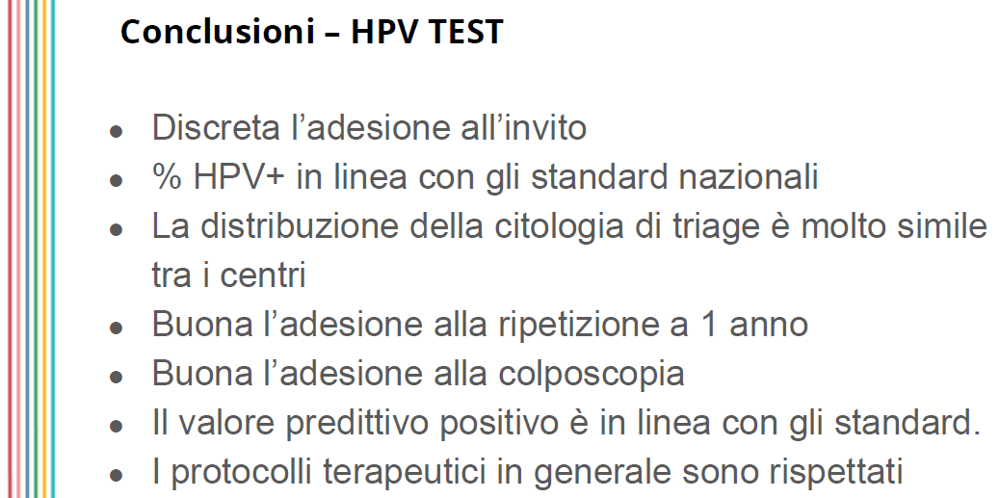 Conclusioni – HPV TEST
● Discreta l’adesione all’invito
● % HPV+ in linea con gli standard nazionali
● La distribuzione della citologia di triage è molto simile
tra i centri
● Buona l’adesione alla ripetizione a 1 anno
● Buona l’adesione alla colposcopia
● Il valore predittivo positivo è in linea con gli standard.
● I protocolli terapeutici in generale sono rispettati